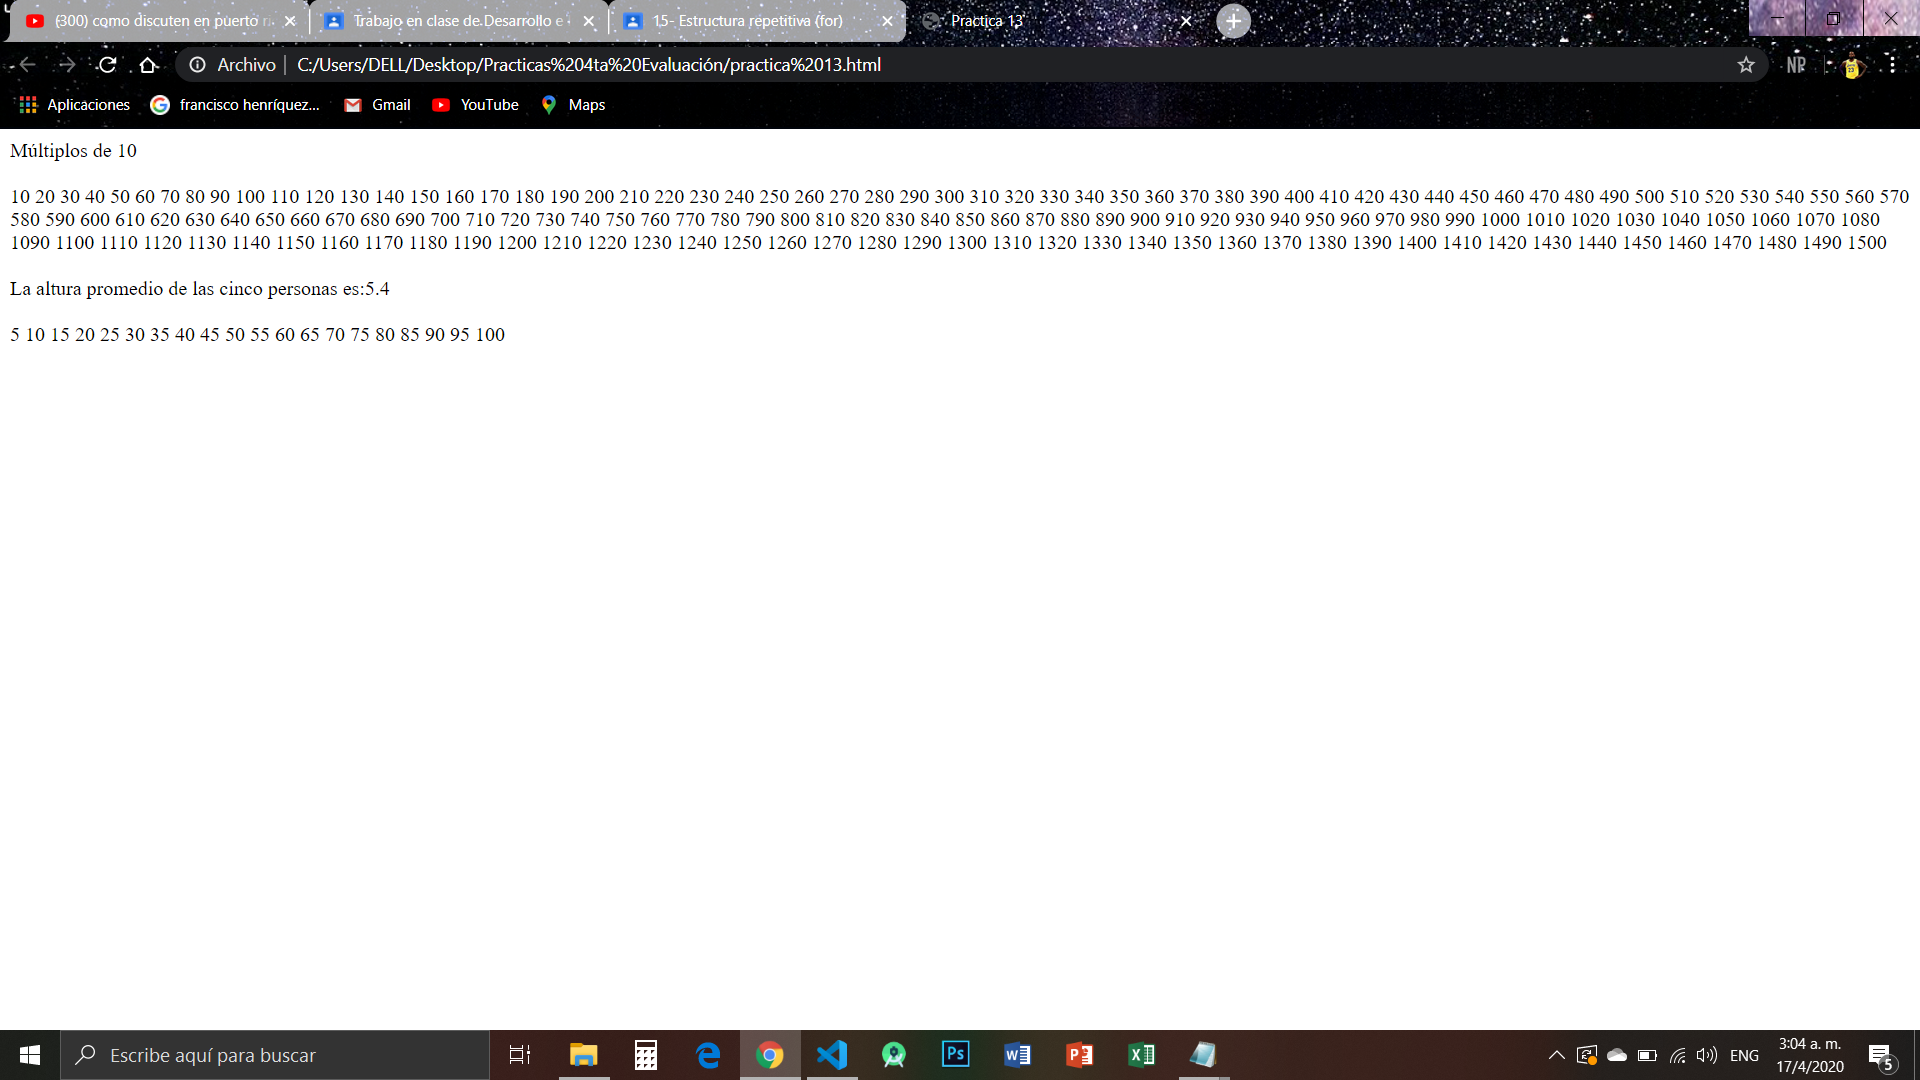 (300) como discuten en puerto
Trabajo en clase de Desarrollo e
15- Estructura repetitiva (for)
Practica 13
Archivo
C:/Users/DELL/Desktop/Practicas%204ta%20Evaluación/practica%2013.html
Aplicaciones
francisco henríquez...
Gmail
YouTube
Maps
Múltiplos de 10
10 20 30 40 50 60 70 80 90 100 110 120 130 140 150 160 170 180 190 200 210 220 230 240 250 260 270 280 290 300 310 320 330 340 350 360 370 380 390 400 410 420 430 440 450 460 470 480 490 500 510 520 530 540 550 560 570
580 590 600 610 620 630 640 650 660 670 680 690 700 710 720 730 740 750 760 770 780 790 800 810 820 830 840 850 860 870 880 890 900 910 920 930 940 950 960 970 980 990 1000 1010 1020 1030 1040 1050 1060 1070 1080
1090 1100 1110 1120 1130 1140 1150 1160 1170 1180 1190 1200 1210 1220 1230 1240 1250 1260 1270 1280 1290 1300 1310 1320 1330 1340 1350 1360 1370 1380 1390 1400 1410 1420 1430 1440 1450 1460 1470 1480 1490 1500
La altura promedio de las cinco personas es:5.4
5 10 15 20 25 30 35 40 45 50 55 60 65 70 75 80 85 90 95 100
Escribe aquí para buscar
Ps
ENG
3:04 a. m.
17/4/2020
5